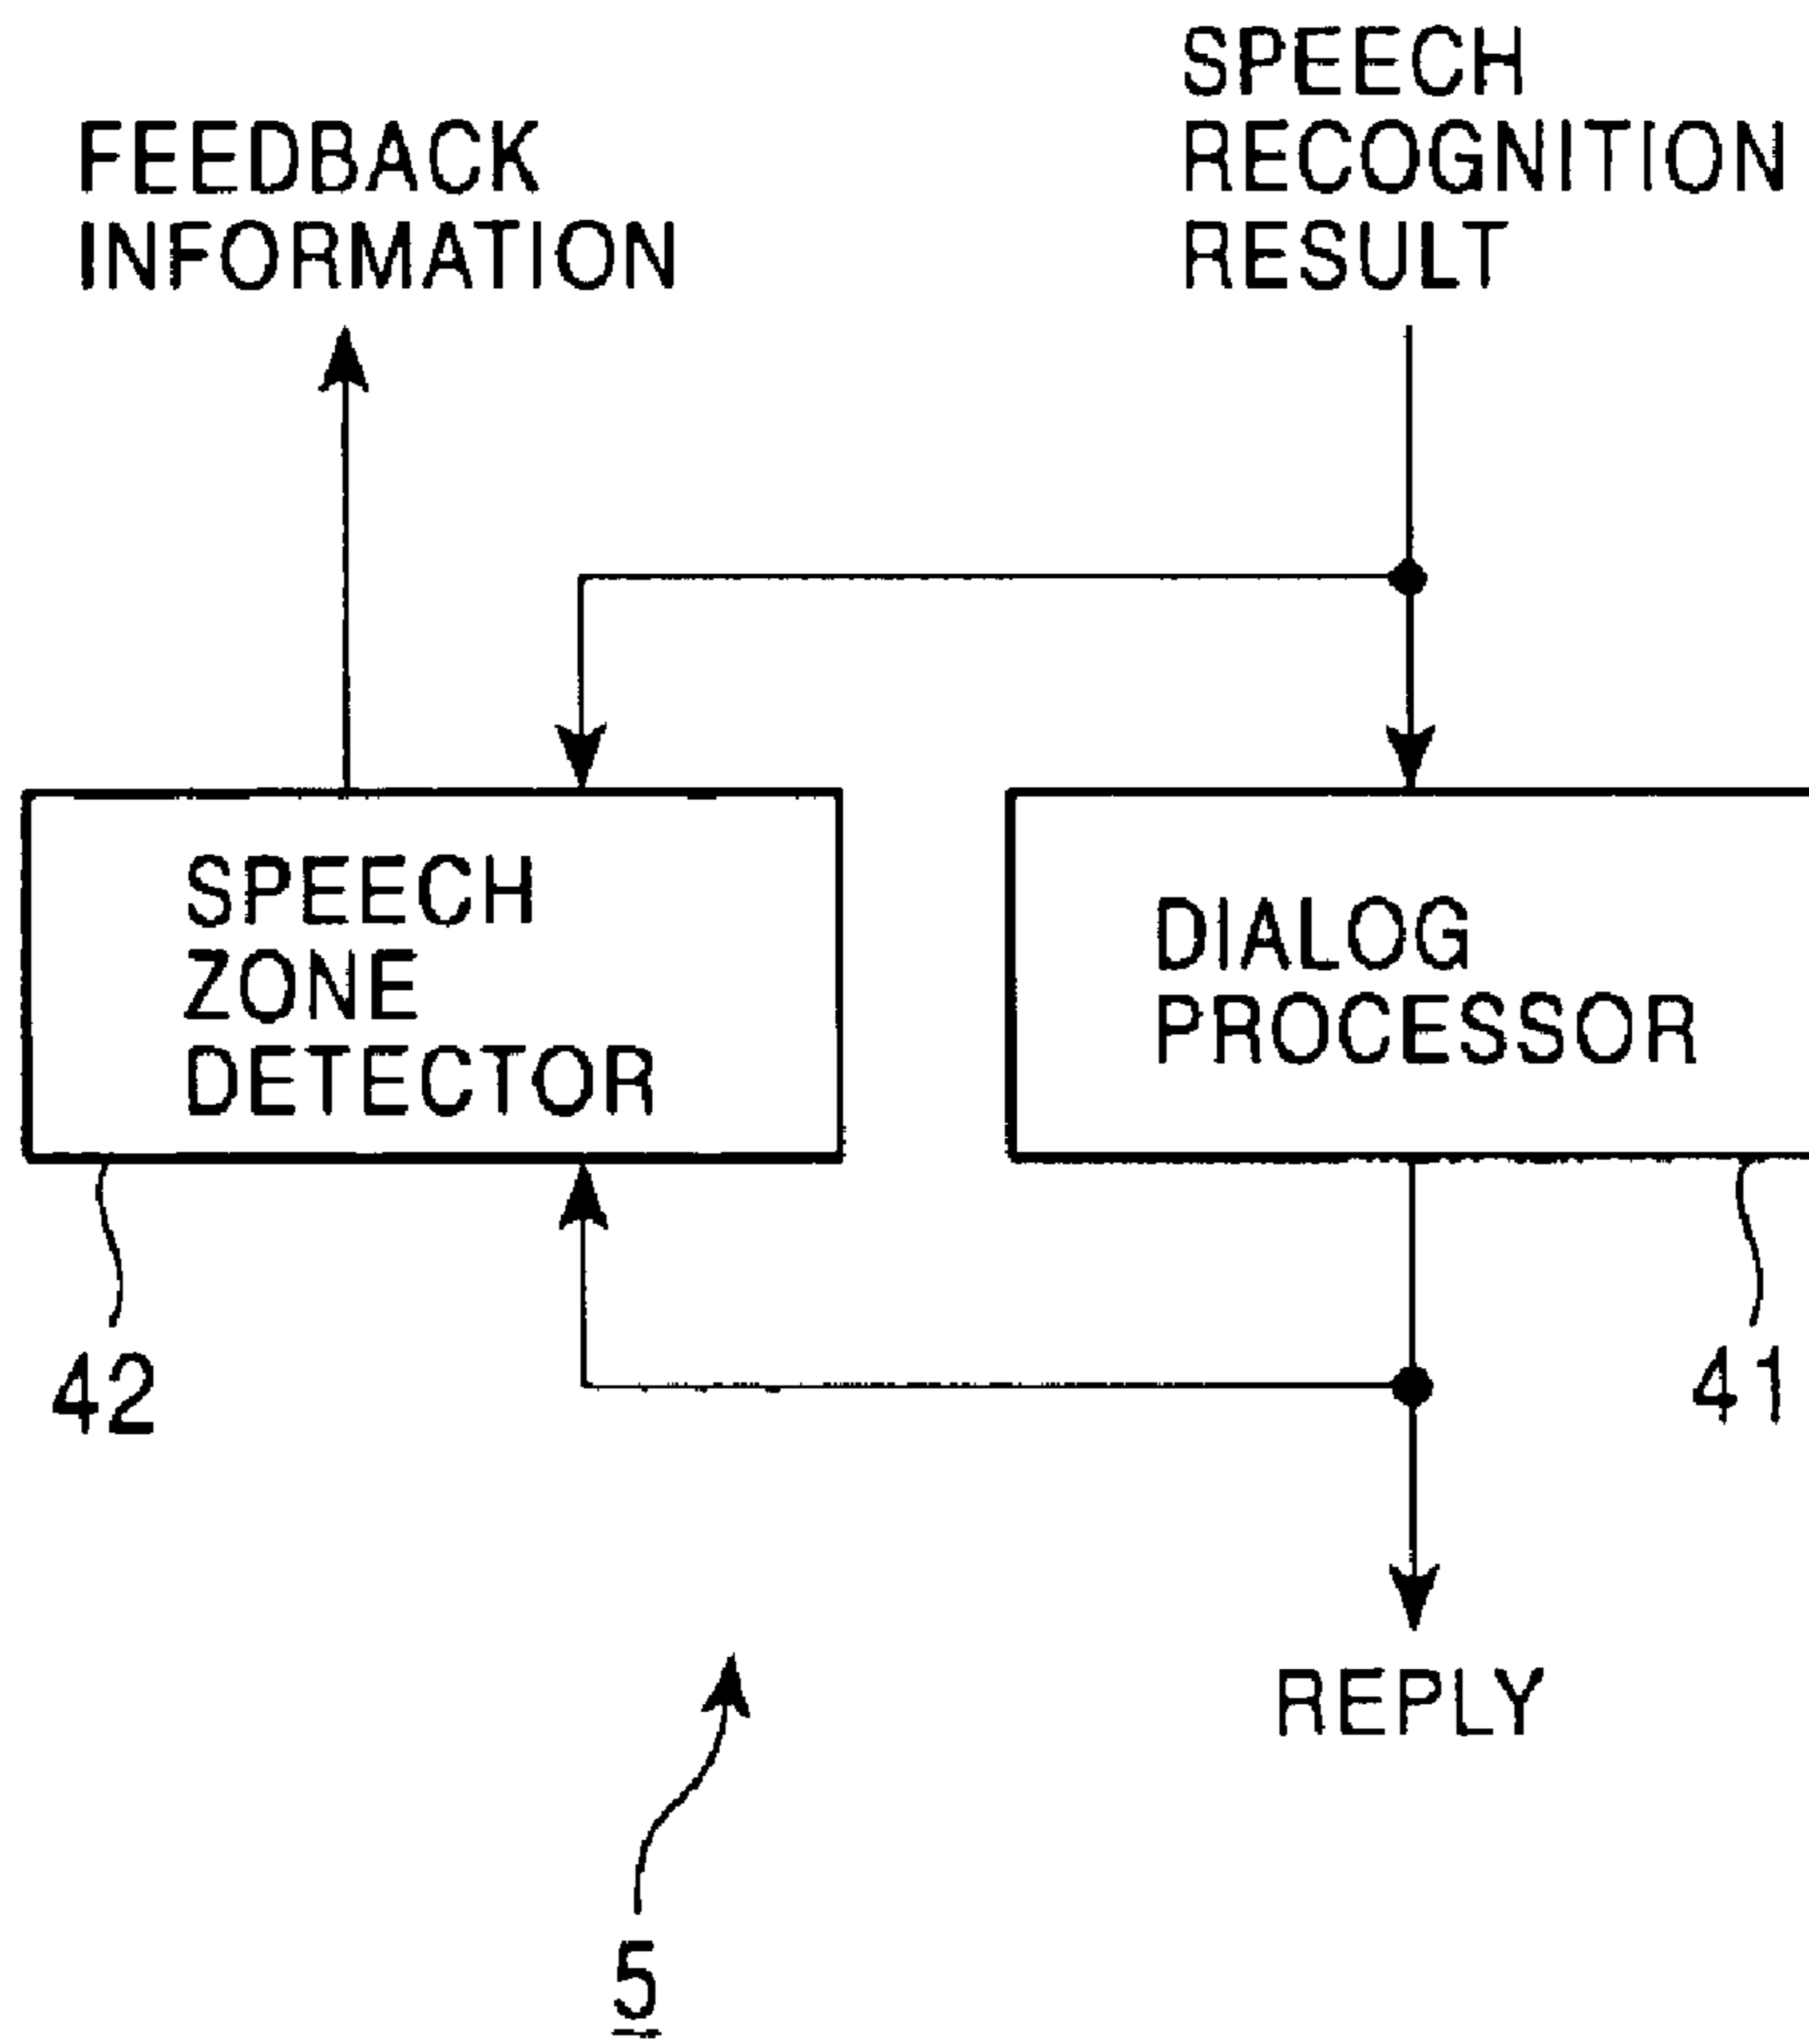 FEEDBACK
INFORMATION
SPEECH
RECOGNITION
RESULT
SPEECH
ZONE
DETECTOR
DIALOG
PROCESSOR
42
41
REPLY
5